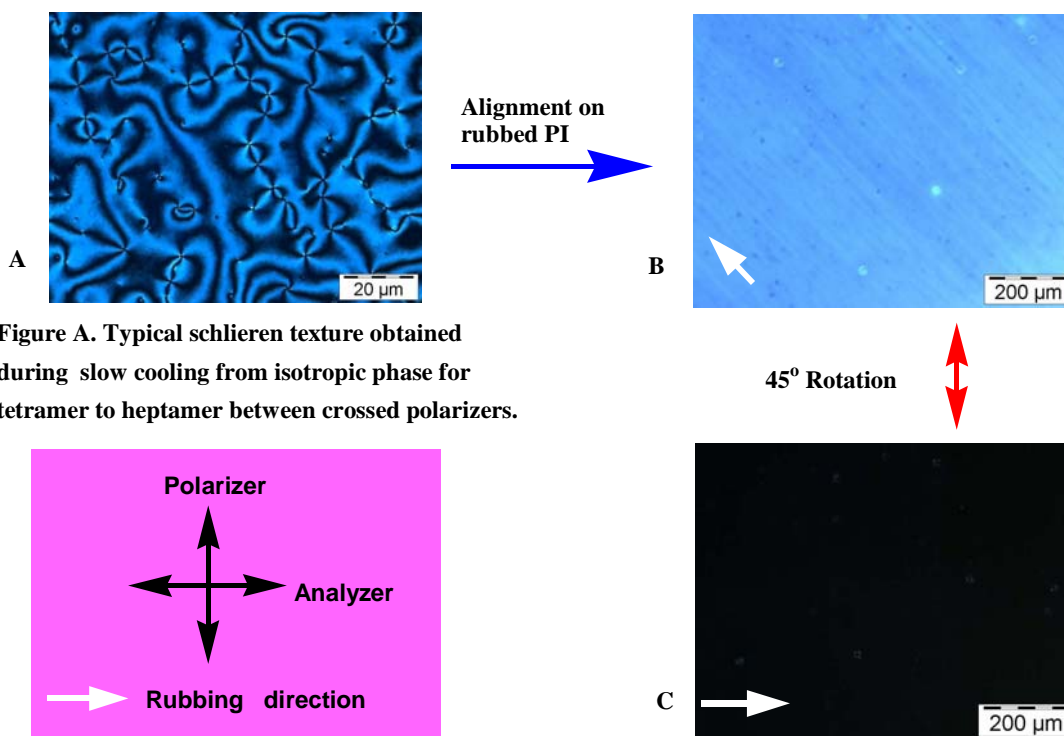 Alignment on
rubbed PI
A
20 µm
B
200 µm
Figure A. Typical schlieren texture obtained
during slow cooling from isotropic phase for
tetramer to heptamer between crossed polarizers.
45° Rotation
Polarizer
Analyzer
Rubbing direction
C
200 µm